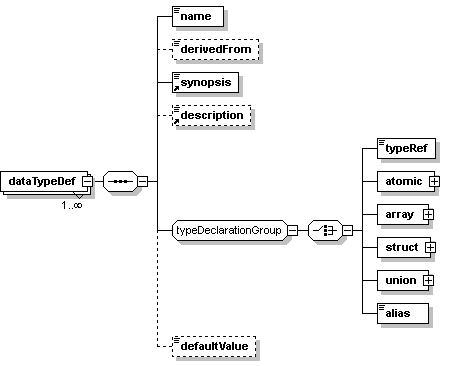 name
derivedFrom
synopsis
description
dataTypeDef
1..∞
typeDeclarationGroup
typeRef
atomic
array
struct
union
alias
defaultValue